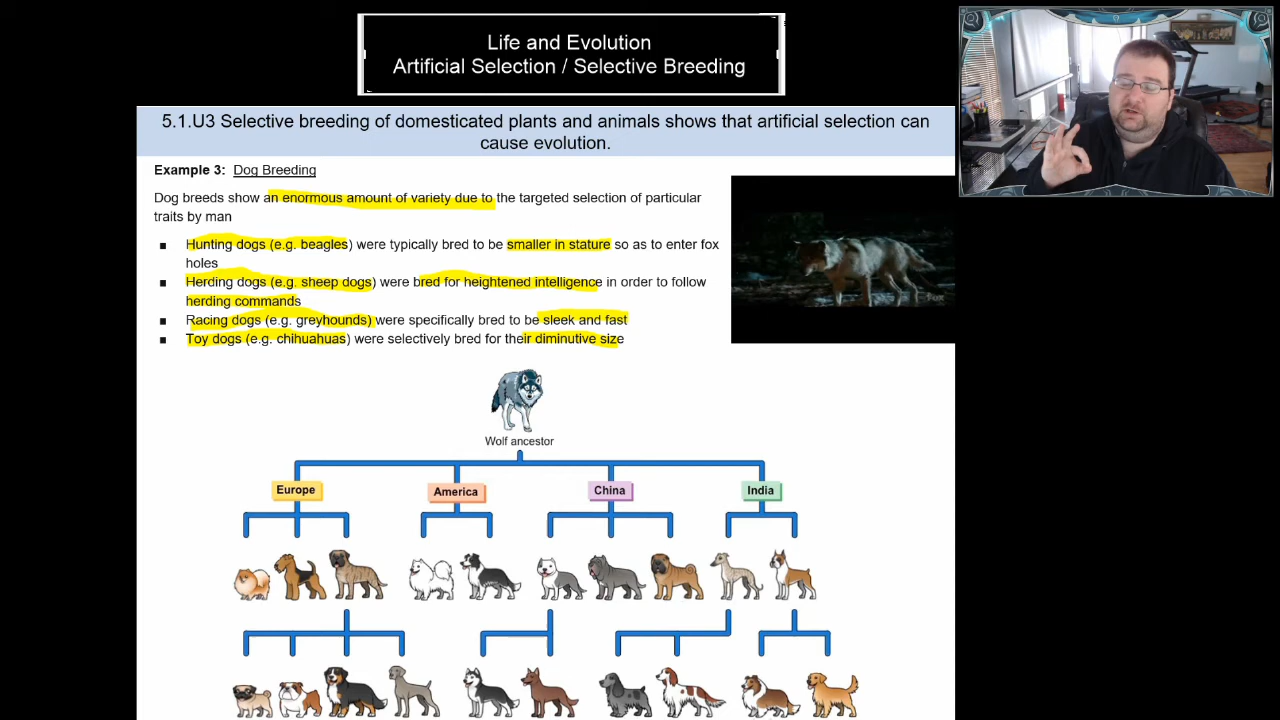 Life and Evolution
Artificial Selection / Selective Breeding
5.1.U3 Selective breeding of domesticated plants and animals shows that artificial selection can
cause evolution.
Example 3: Dog Breeding
Dog breeds show an enormous amount of variety due to the targeted selection of particular
traits by man
▪ Hunting dogs (e.g. beagles) were typically bred to be smaller in stature so as to enter fox
holes
▪ Herding dogs (e.g. sheep dogs) were bred for heightened intelligence in order to follow
herding commands
▪ Racing dogs (e.g. greyhounds) were specifically bred to be sleek and fast
▪ Toy dogs (e.g. chihuahuas) were selectively bred for their diminutive size
FOX
Wolf ancestor
Europe
America
China
India